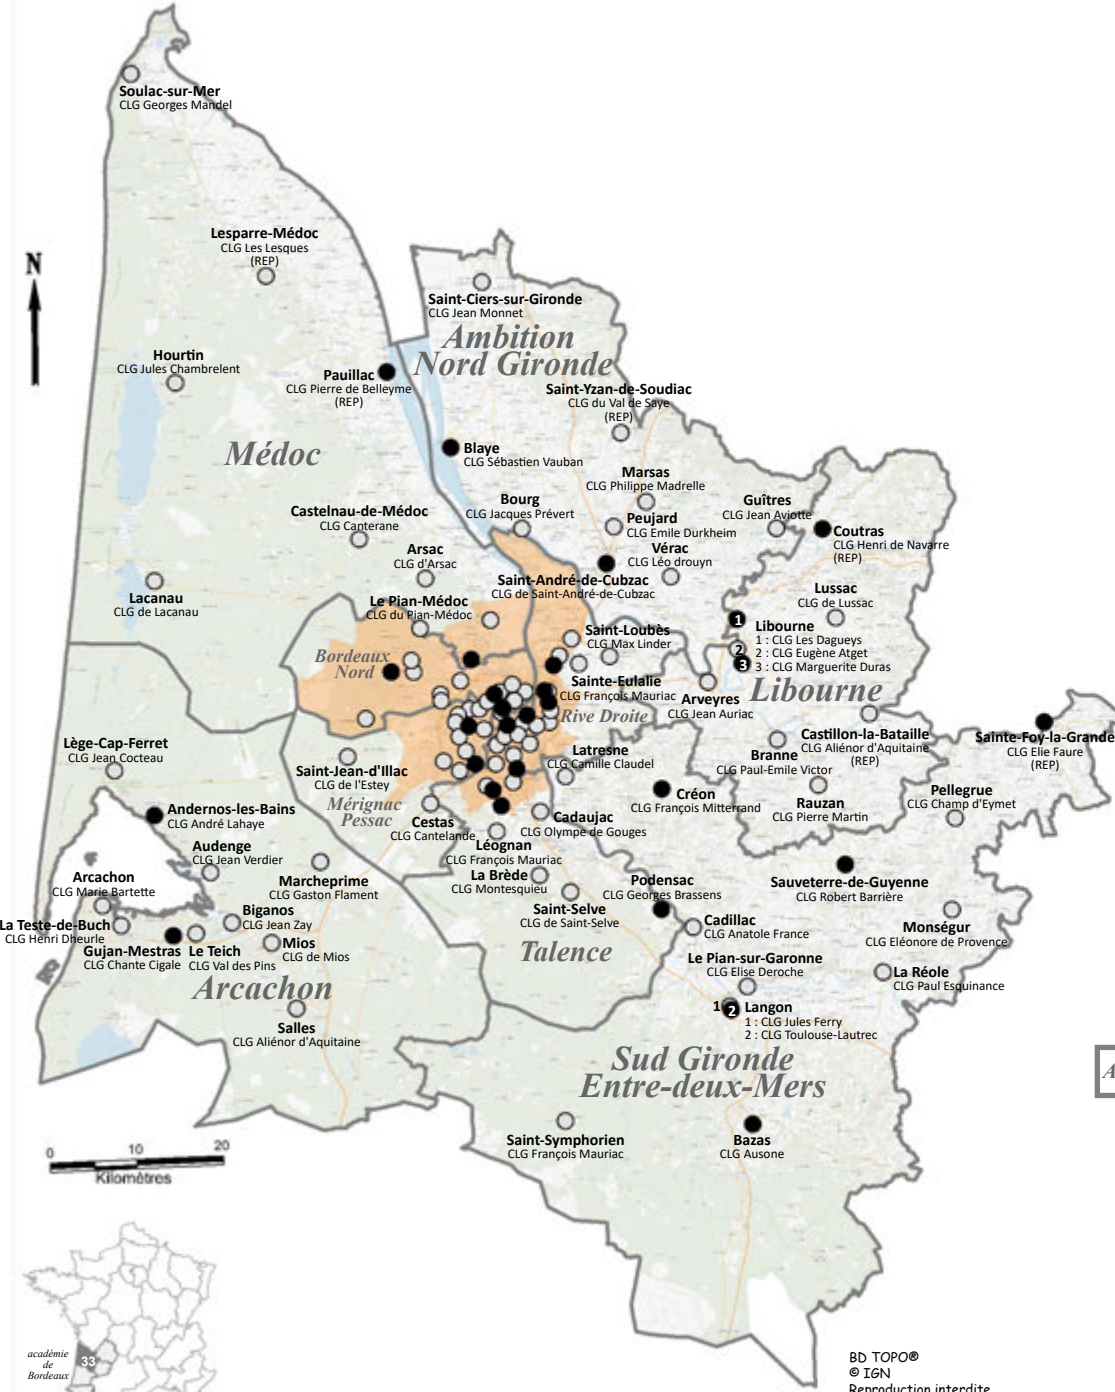 Soulac-sur-Mer
CLG Georges Mandel
Lesparre-Médoc
CLG Les Lesques
(REP)
N
Saint-Ciers-sur-Gironde
CLG Jean Monnet
Ambition
Nord Gironde
Hourtin
CLG Jules Chambrelent
Pauillac
CLG Pierre de Belleyme
(REP)
Saint-Yzan-de-Soudiac
CLG du Val de Saye
(REP)
Médoc
Blaye
CLG Sébastien Vauban
Marsas
CLG Philippe Madrelle
Castelnau-de-Médoc
CLG Canterane
Bourg
CLG Jacques Prévert
Guîtres
CLG Jean Aviotte
Peujard
CLG Emile Durkheim
Coutras
CLG Henri de Navarre
(REP)
Arsac
CLG d'Arsac
Vérac
CLG Léo drouyn
Saint-André-de-Cubzac
CLG de Saint-André-de-Cubzac
Lacanau
CLG de Lacanau
Lussac
CLG de Lussac
Le Pian-Médoc
CLG du Pian-Médoc
1
2
3
Libourne
1 : CLG Les Dagueys
2 : CLG Eugène Atget
3 : CLG Marguerite Duras
Saint-Loubès
CLG Max Linder
Bordeaux
Nord
Sainte-Eulalie
CLG François Mauriac
Libourne
Arveyres
CLG Jean Auriac
Rive Droite
Castillon-la-Bataille
CLG Aliénor d'Aquitaine
(REP)
Sainte-Foy-la-Grande
CLG Elie Faure
(REP)
Lège-Cap-Ferret
CLG Jean Cocteau
Latresne
CLG Camille Claudel
Branne
CLG Paul-Emile Victor
Saint-Jean-d'Illac
CLG de l'Estey
Mérignac
Pessac
Créon
CLG François Mitterrand
Rauzan
CLG Pierre Martin
Pellegrue
CLG Champ d'Eymet
Andernos-les-Bains
CLG André Lahaye
Cestas
CLG Cantelande
Cadaujac
CLG Olympe de Gouges
Audenge
CLG Jean Verdier
Léognan
CLG François Mauriac
Arcachon
CLG Marie Bartette
Marcheprime
CLG Gaston Flament
La Brède
CLG Montesquieu
Podensac
CLG Georges Brassens
Sauveterre-de-Guyenne
CLG Robert Barrière
La Teste-de-Buch
CLG Henri Dheurle
Biganos
CLG Jean Zay
Saint-Selve
CLG de Saint-Selve
Cadillac
CLG Anatole France
Monségur
CLG Eléonore de Provence
Gujan-Mestras
CLG Chante Cigale
Le Teich
CLG Val des Pins
Mios
CLG de Mios
Talence
Le Pian-sur-Garonne
CLG Elise Deroche
La Réole
CLG Paul Esquinance
Arcachon
1
2
Langon
1 : CLG Jules Ferry
2 : CLG Toulouse-Lautrec
Salles
CLG Aliénor d'Aquitaine
Sud Gironde
Entre-deux-Mers
A
Saint-Symphorien
CLG François Mauriac
Bazas
CLG Ausone
0 10 20
Kilomètres
académie
de
Bordeaux
33
BD TOPO®
© IGN
Reproduction interdite